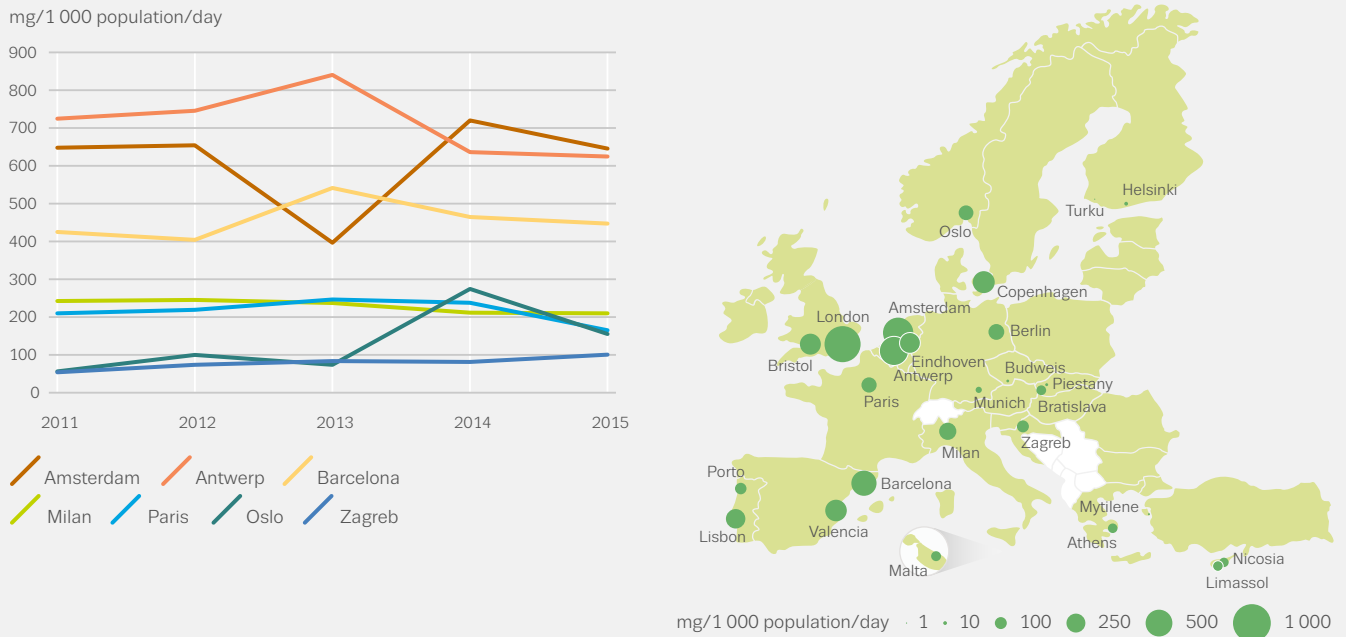 mg/1 000 population/day
900
800
700
600
500
400
300
200
100
0
2011 2012 2013 2014 2015
Amsterdam Antwerp Barcelona
Milan Paris Oslo Zagreb
Helsinki
Turku
Oslo
Copenhagen
Amsterdam
London
Berlin
Bristol
Eindhoven
Antwerp
Budweis
Piestany
Paris
Munich
Bratislava
Zagreb
Milan
Porto
Barcelona
Lisbon
Valencia
Mytilene
Athens
Malta
Nicosia
Limassol
mg/1 000 population/day 1 10 100 250 500 1 000